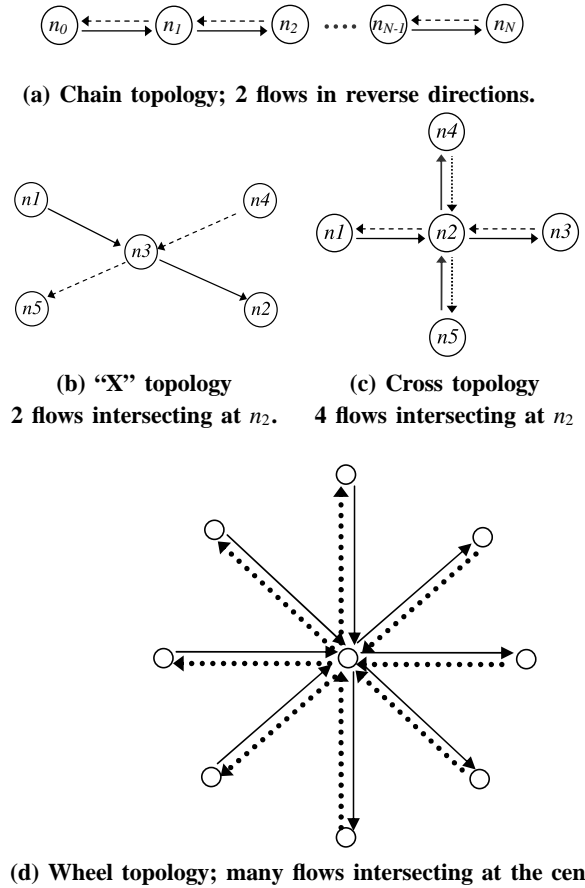 n0 n1 n2 .... nN-1 nN
(a) Chain topology; 2 flows in reverse directions.
n4
n1 n4
n1 n2 n3
n3
n5 n2
n5
(b) “X” topology
2 flows intersecting at n2.
(c) Cross topology
4 flows intersecting at n2
(d) Wheel topology; many flows intersecting at the cen